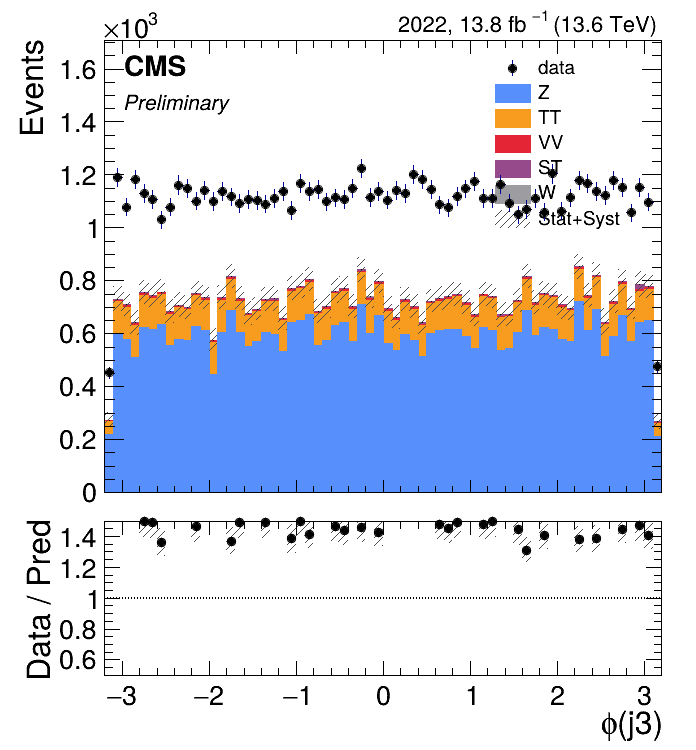 ×10³
2022, 13.8 fb⁻¹ (13.6 TeV)
Events
CMS
Preliminary
data
Z
TT
VV
ST
W
Stat+Syst
1.6
1.4
1.2
1
0.8
0.6
0.4
0.2
0
Data / Pred
1.4
1.2
1
0.8
0.6
−3 −2 −1 0 1 2 3
ϕ(j3)